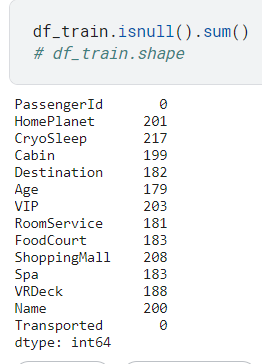 df_train.isnull().sum()
# df_train.shape
PassengerId 0
HomePlanet 201
CryoSleep 217
Cabin 199
Destination 182
Age 179
VIP 203
RoomService 181
FoodCourt 183
ShoppingMall 208
Spa 183
VRDeck 188
Name 200
Transported 0
dtype: int64